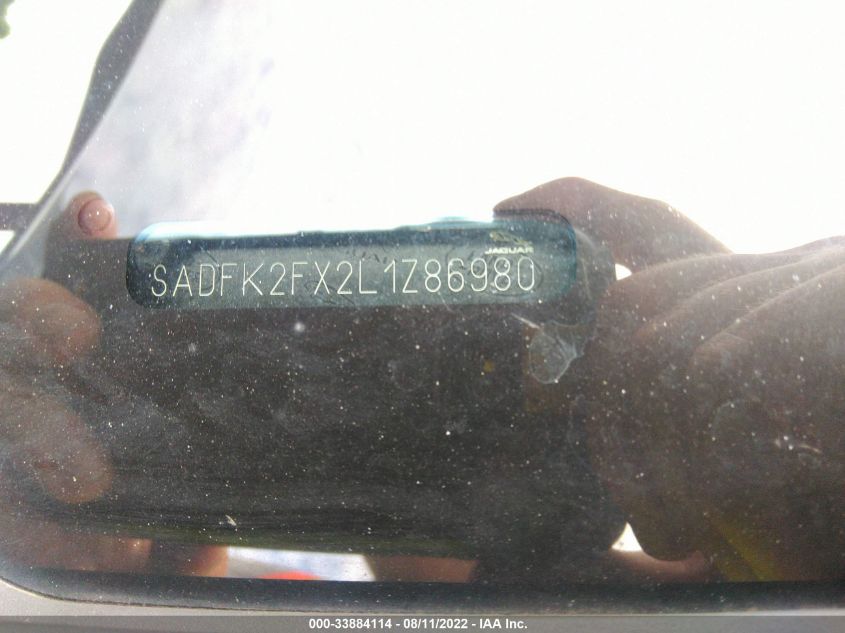 JAGUAR
SADFK2FX2L1Z86980
000-33884114 - 08/11/2022 - IAA Inc.